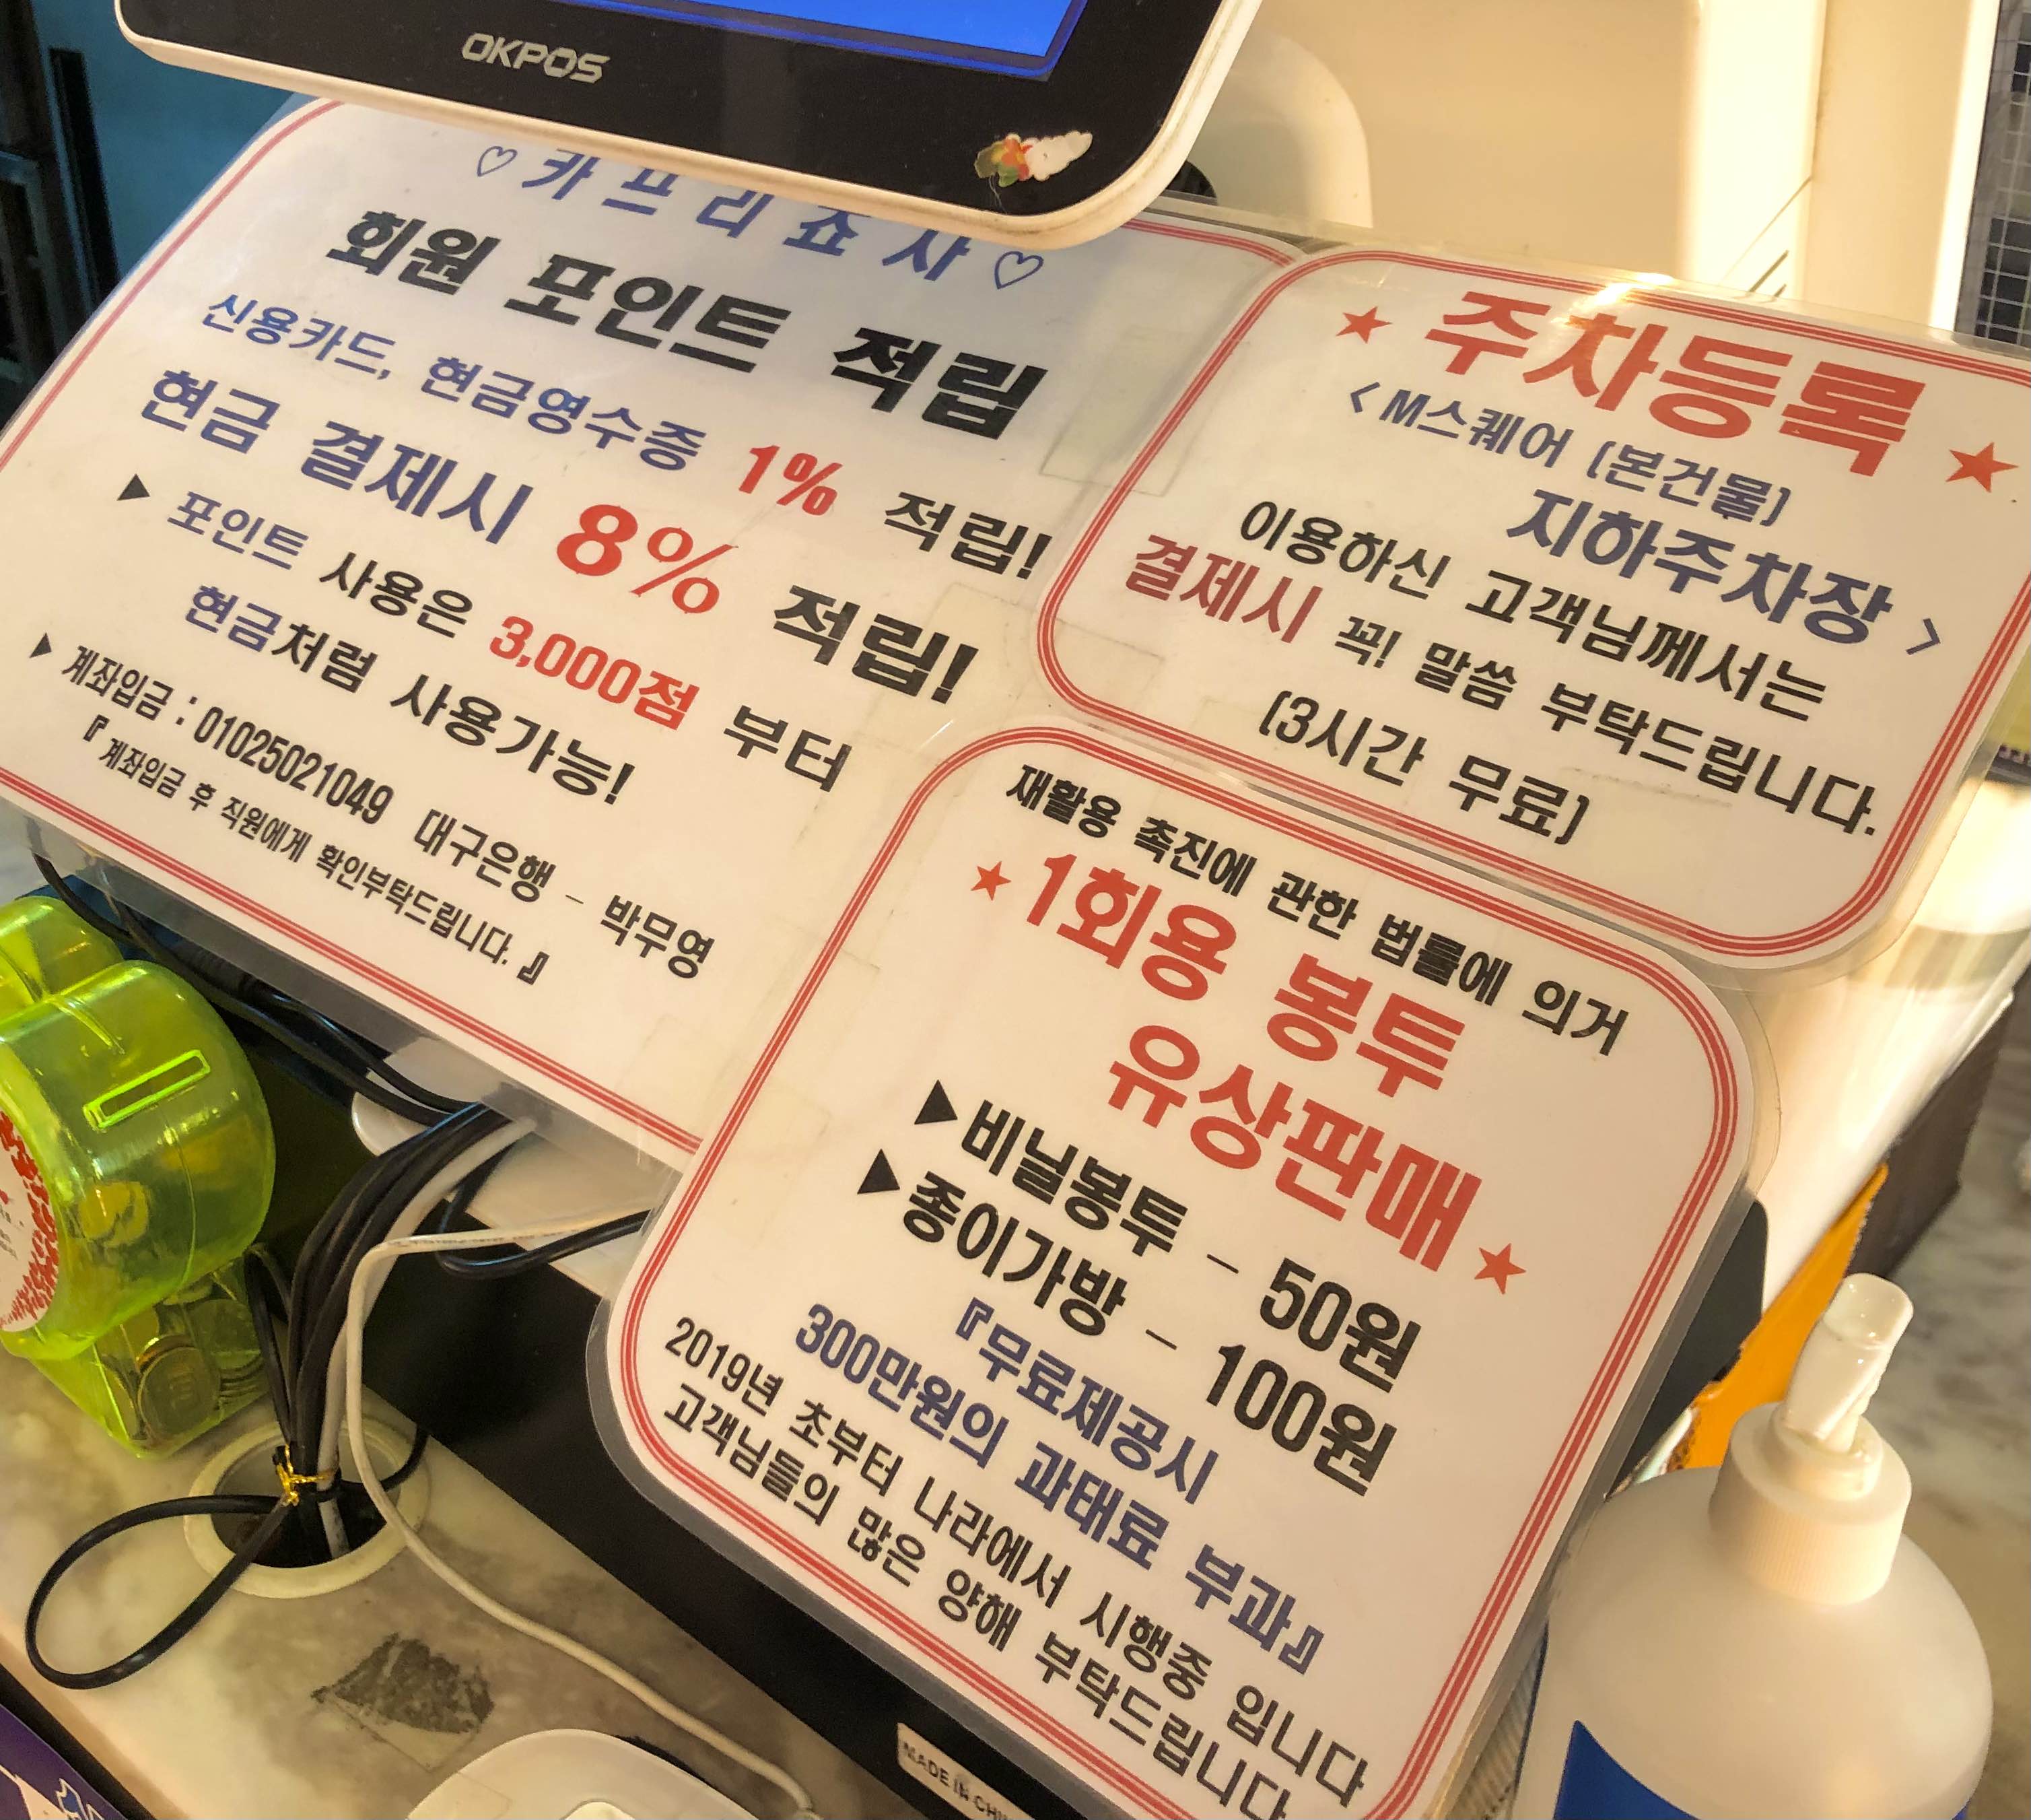 OKPOS
♡ 카프리쇼사 ♡
회원 포인트 적립
신용카드, 현금영수증 1% 적립!
현금 결제시 8% 적립!
▶ 포인트 사용은 3,000점 부터
현금처럼 사용가능!
▶ 계좌입금 : 01025021049 대구은행 - 박무영
『계좌입금 후 직원에게 확인부탁드립니다.』
★ 주차등록 ★
< M스퀘어 (본건물)
지하주차장 >
이용하신 고객님께서는
결제시 꼭! 말씀 부탁드립니다.
(3시간 무료)
재활용 촉진에 관한 법률에 의거
★ 1회용 봉투
유상판매 ★
▶비닐봉투 - 50원
▶종이가방 - 100원
『무료제공시
300만원의 과태료 부과』
2019년 초부터 나라에서 시행중 입니다
고객님들의 많은 양해 부탁드립니다
MADE IN CHI